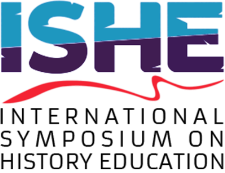 ISHE
INTERNATIONAL
SYMPOSIUM ON
HISTORY EDUCATION